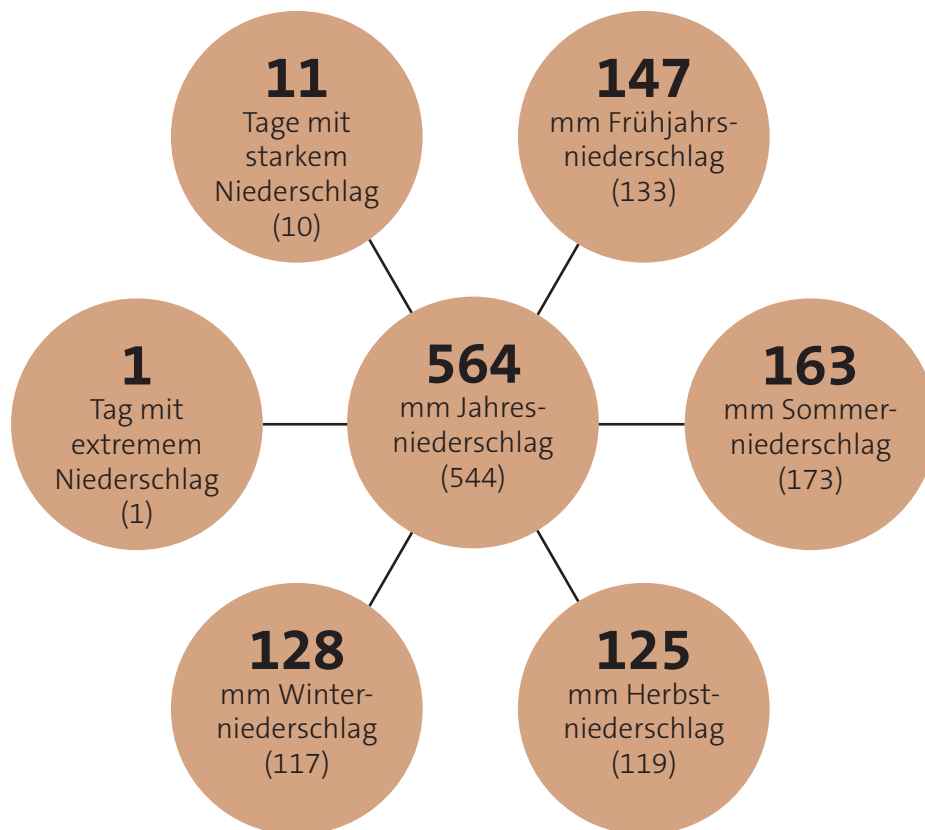 11
Tage mit
starkem
Niederschlag
(10)
147
mm Frühjahrs-
niederschlag
(133)
1
Tag mit
extremem
Niederschlag
(1)
564
mm Jahres-
niederschlag
(544)
163
mm Sommer-
niederschlag
(173)
128
mm Winter-
niederschlag
(117)
125
mm Herbst-
niederschlag
(119)